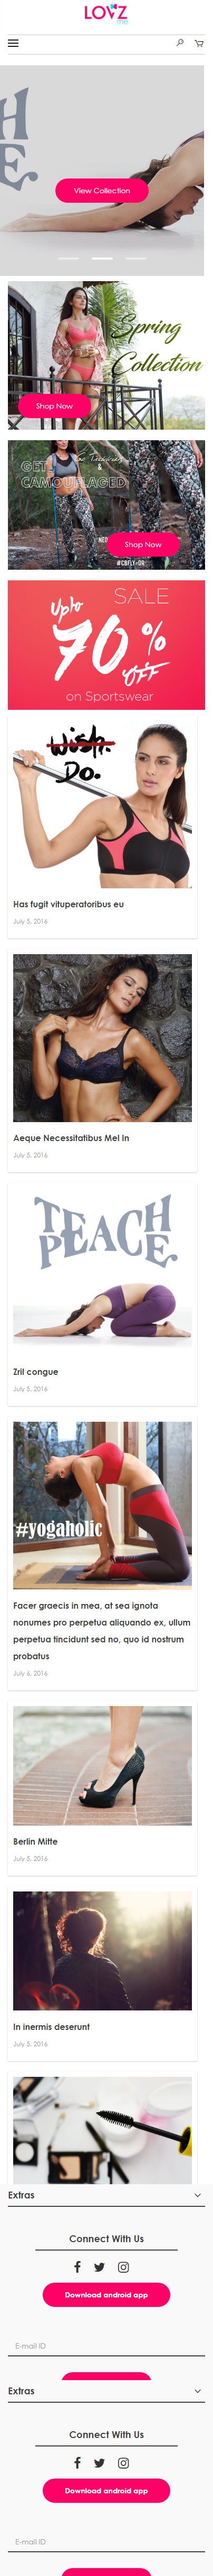 LOVZ
me
H
E
View Collection
Spring
Collection
Shop Now
GET
&
CAMOUFLAGED
Shop Now
SALE
Upto
70%
OFF
on Sportswear
Wish.
Do.
Has fugit vituperatoribus eu
July 5, 2016
Aeque Necessitatibus Mel In
July 5, 2016
TEACH
PEACE
Zril congue
July 5, 2016
#yogaholic
Facer graecis in mea, at sea ignota
nonumes pro perpetua aliquando ex, ullum
perpetua tincidunt sed no, quo id nostrum
probatus
July 6, 2016
Berlin Mitte
July 5, 2016
In inermis deserunt
July 5, 2016
Extras
Connect With Us
Download android app
E-mail ID
Extras
Connect With Us
Download android app
E-mail ID